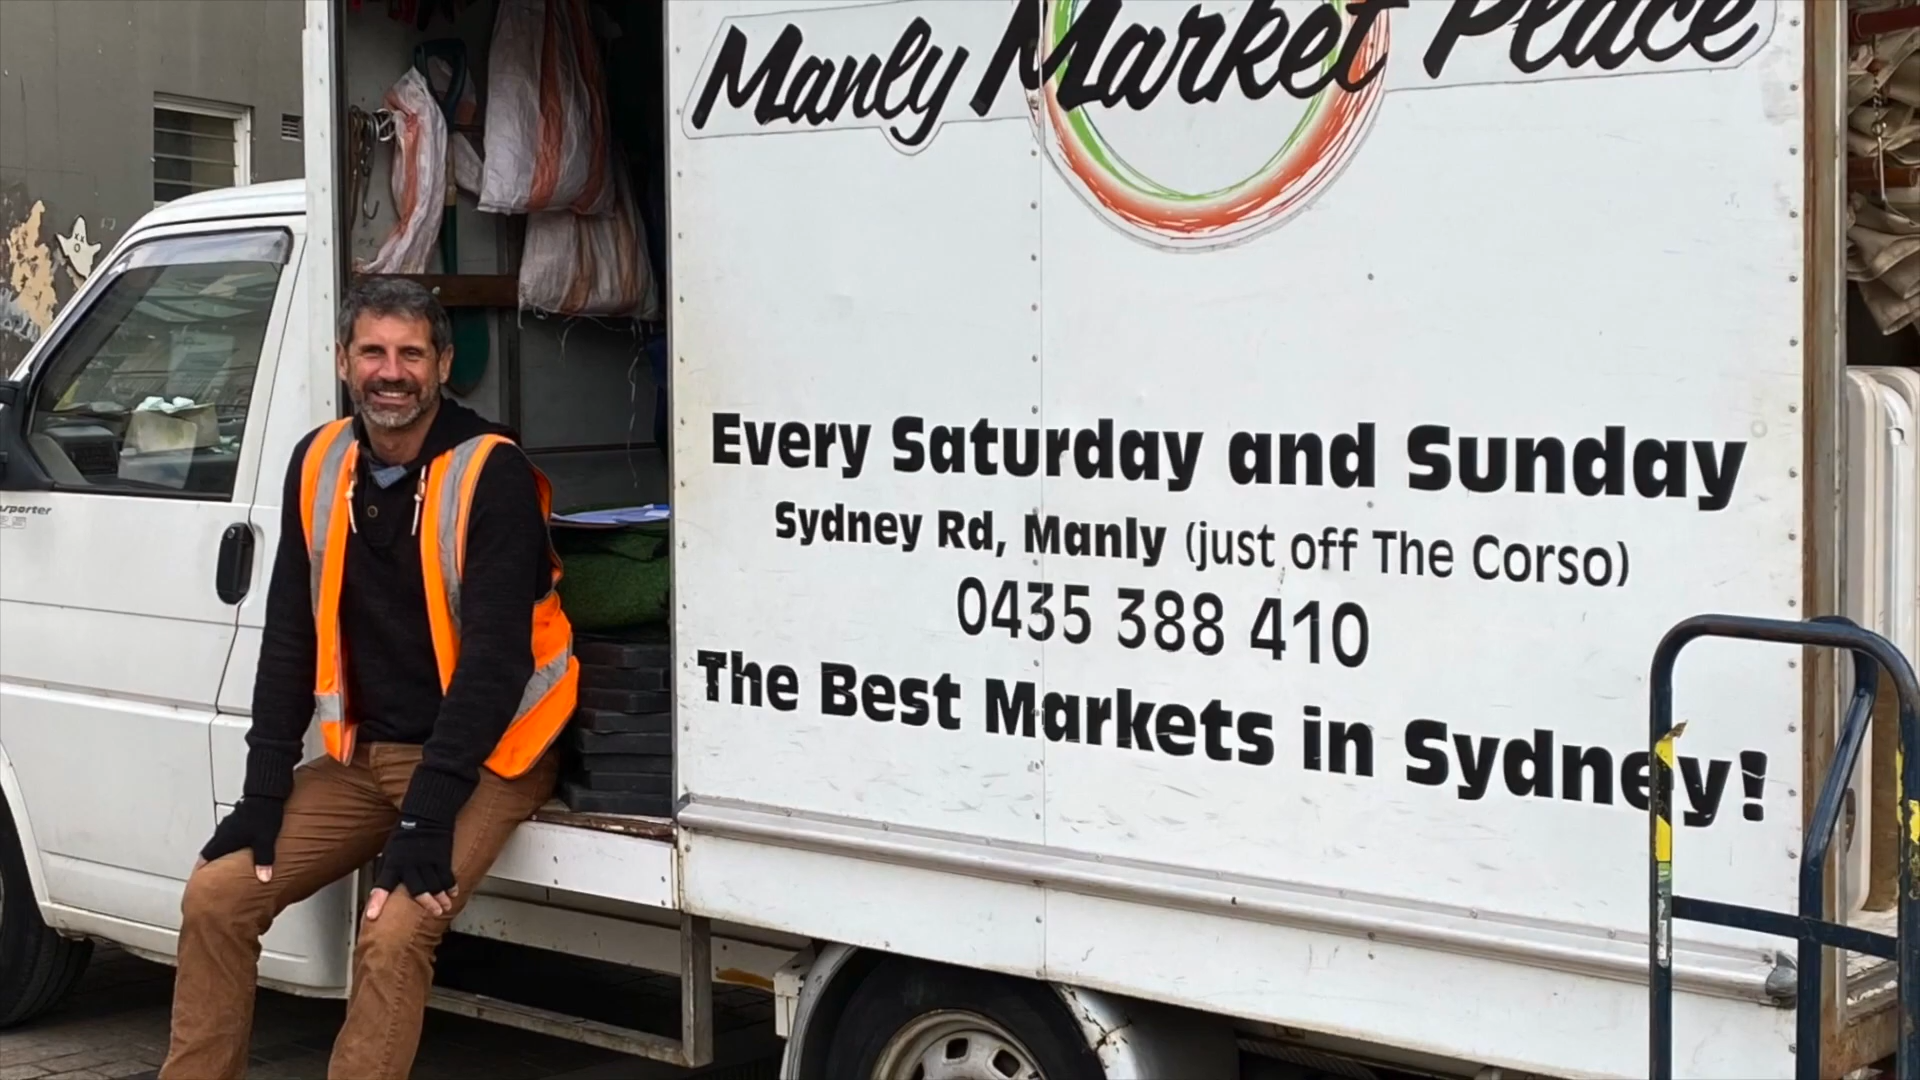 Manly Market Place
Every Saturday and Sunday
Sydney Rd, Manly (just off The Corso)
0435 388 410
The Best Markets in Sydney!
sporter